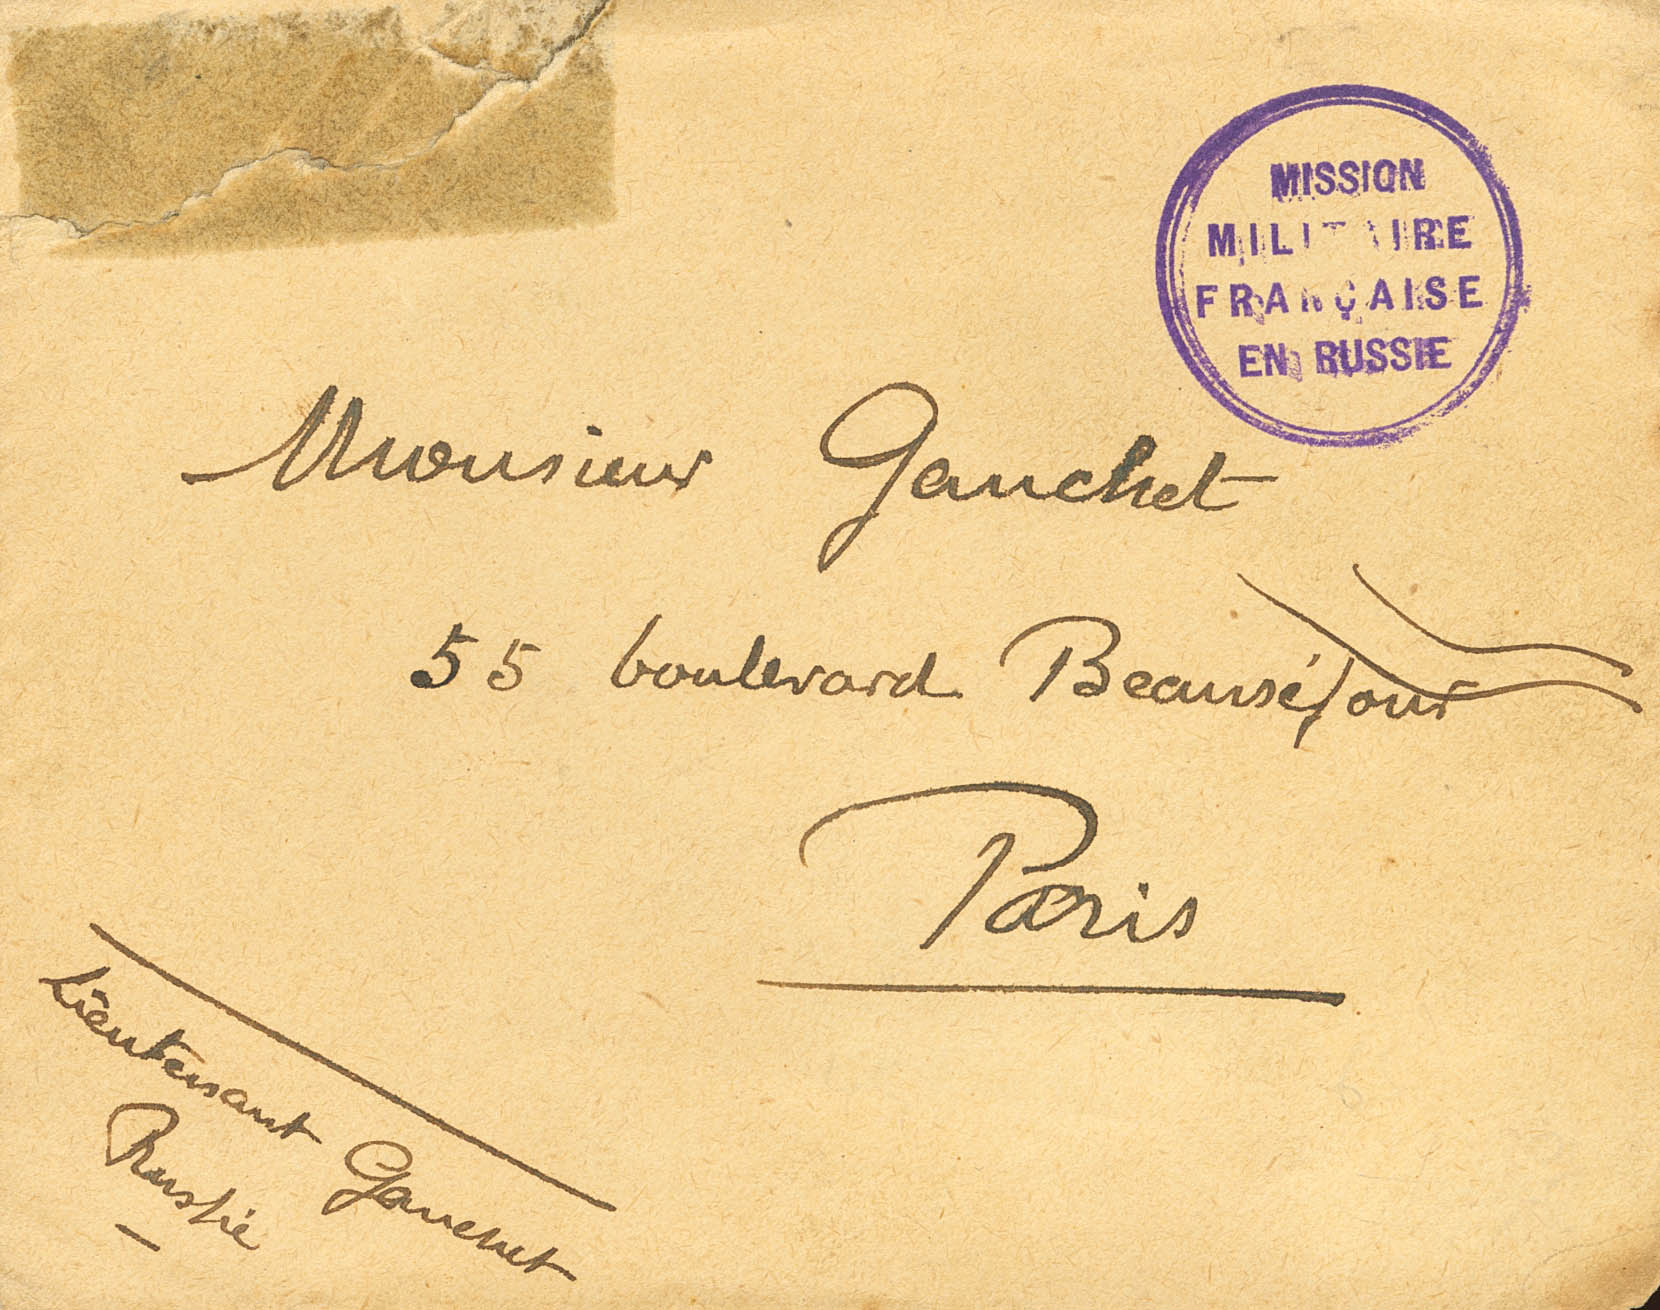 MISSION
MILITAIRE
FRANÇAISE
EN RUSSIE
Monsieur Gauchet
55 boulevard Beauséjour
Paris
Lieutenant Gauchet
Russie